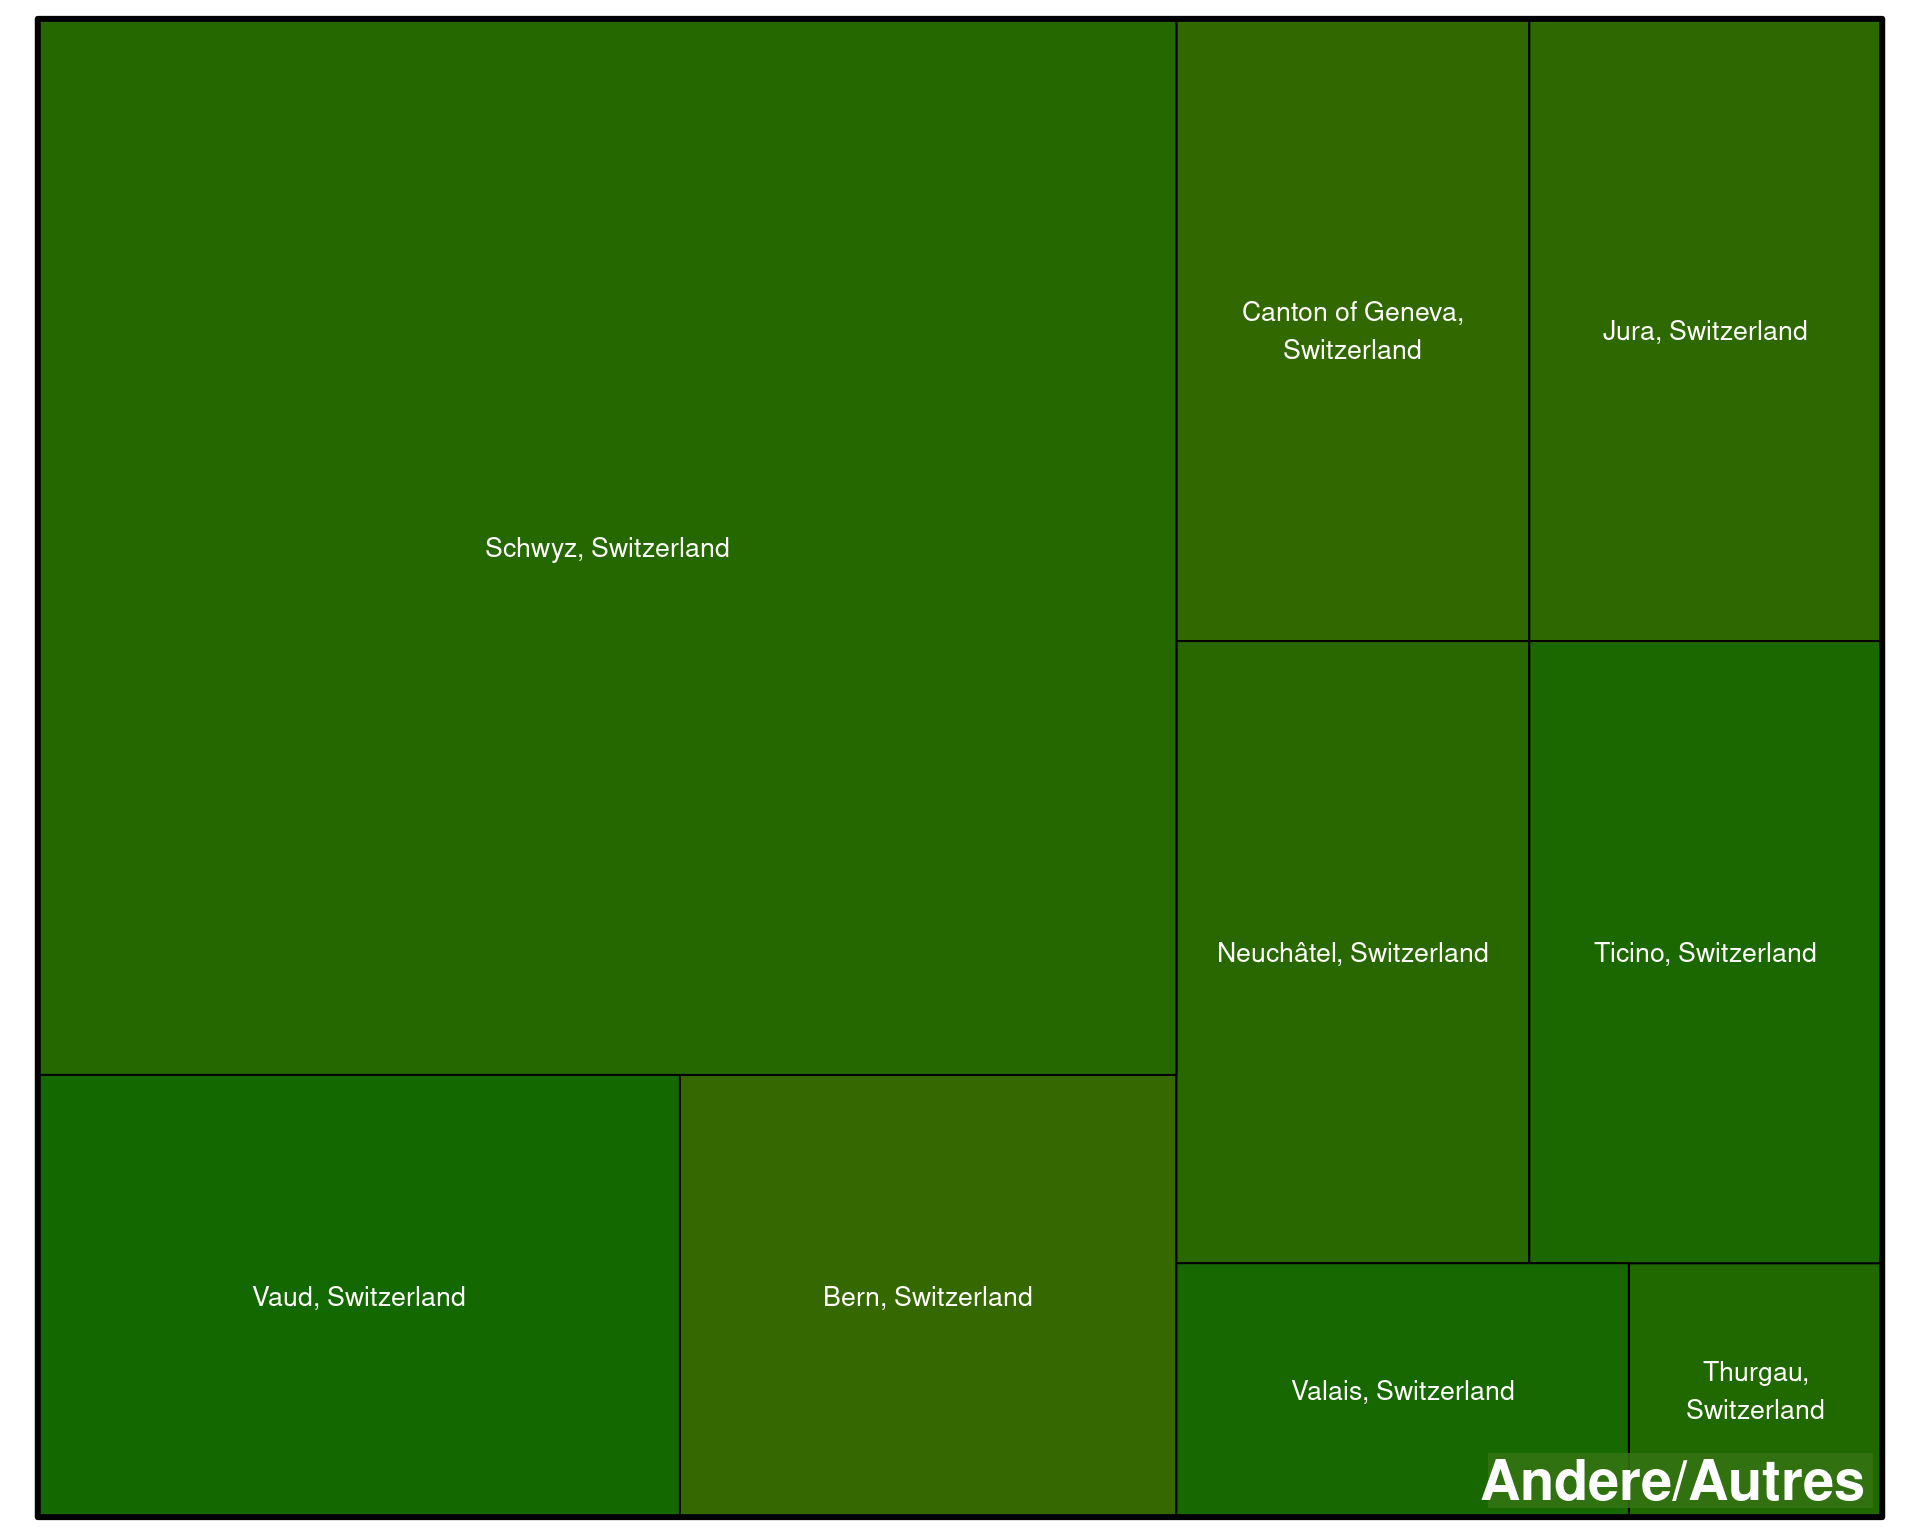 Schwyz, Switzerland
Vaud, Switzerland
Bern, Switzerland
Canton of Geneva,
Switzerland
Jura, Switzerland
Neuchâtel, Switzerland
Ticino, Switzerland
Valais, Switzerland
Thurgau,
Switzerland
Andere/Autres